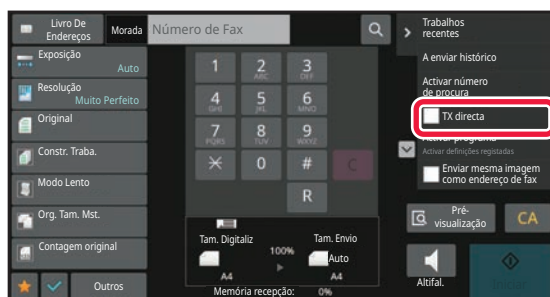 Livro De
Endereços
Morada
Número de Fax
Trabalhos
recentes
Exposição
Auto
Resolução
Muito Perfeito
Original
Constr. Traba.
Modo Lento
Org. Tam. Mst.
Contagem original
Outros
1
2
ABC
3
DEF
4
GHI
5
JKL
6
MNO
7
PQRS
8
TUV
9
WXYZ
0
#
C
R
Tam. Digitaliz
100%
Tam. Envio
Auto
A4
A4
Memória recepção: 0%
A enviar histórico
Activar número
de procura
TX directa
Activar programa
Activar definições registadas
Enviar mesma imagem
como endereço de fax
Pré-
visualização
CA
Altifal.
Iniciar